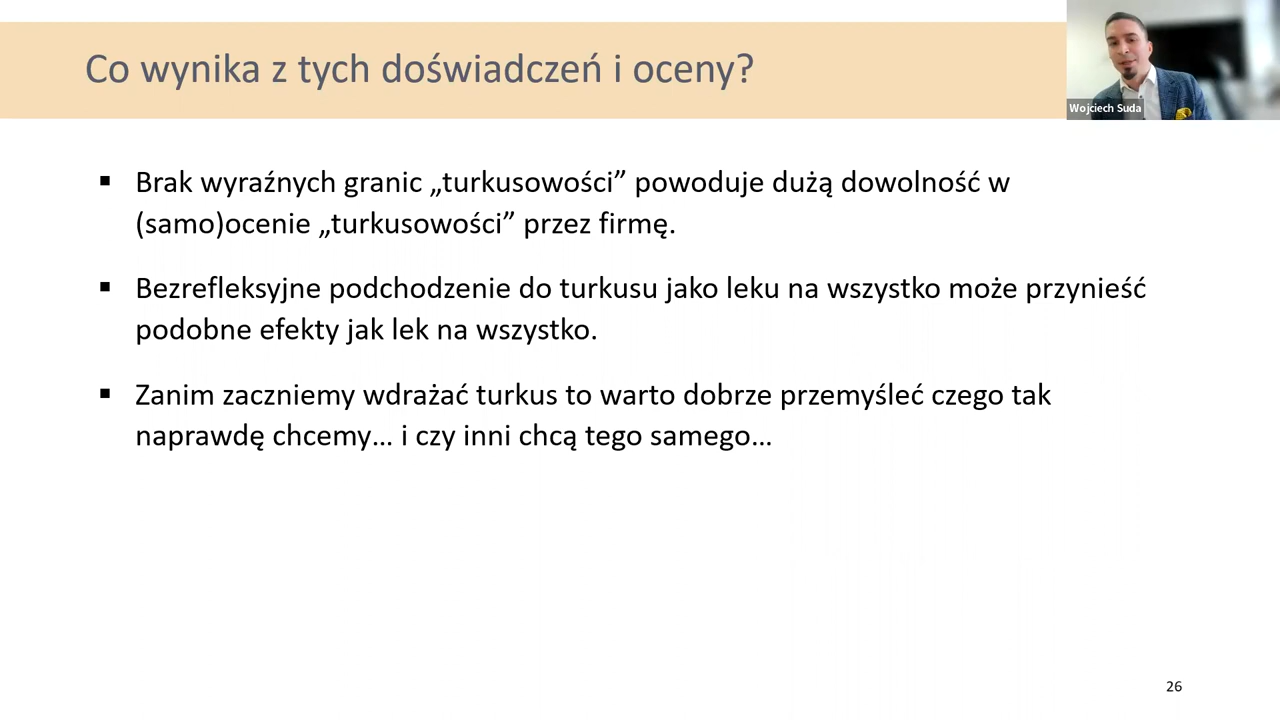 Co wynika z tych doświadczeń i oceny?
Wojciech Suda
▪ Brak wyraźnych granic „turkusowości” powoduje dużą dowolność w
(samo)ocenie „turkusowości” przez firmę.
▪ Bezrefleksyjne podchodzenie do turkusu jako leku na wszystko może przynieść
podobne efekty jak lek na wszystko.
▪ Zanim zaczniemy wdrażać turkus to warto dobrze przemyśleć czego tak
naprawdę chcemy... i czy inni chcą tego samego...
26